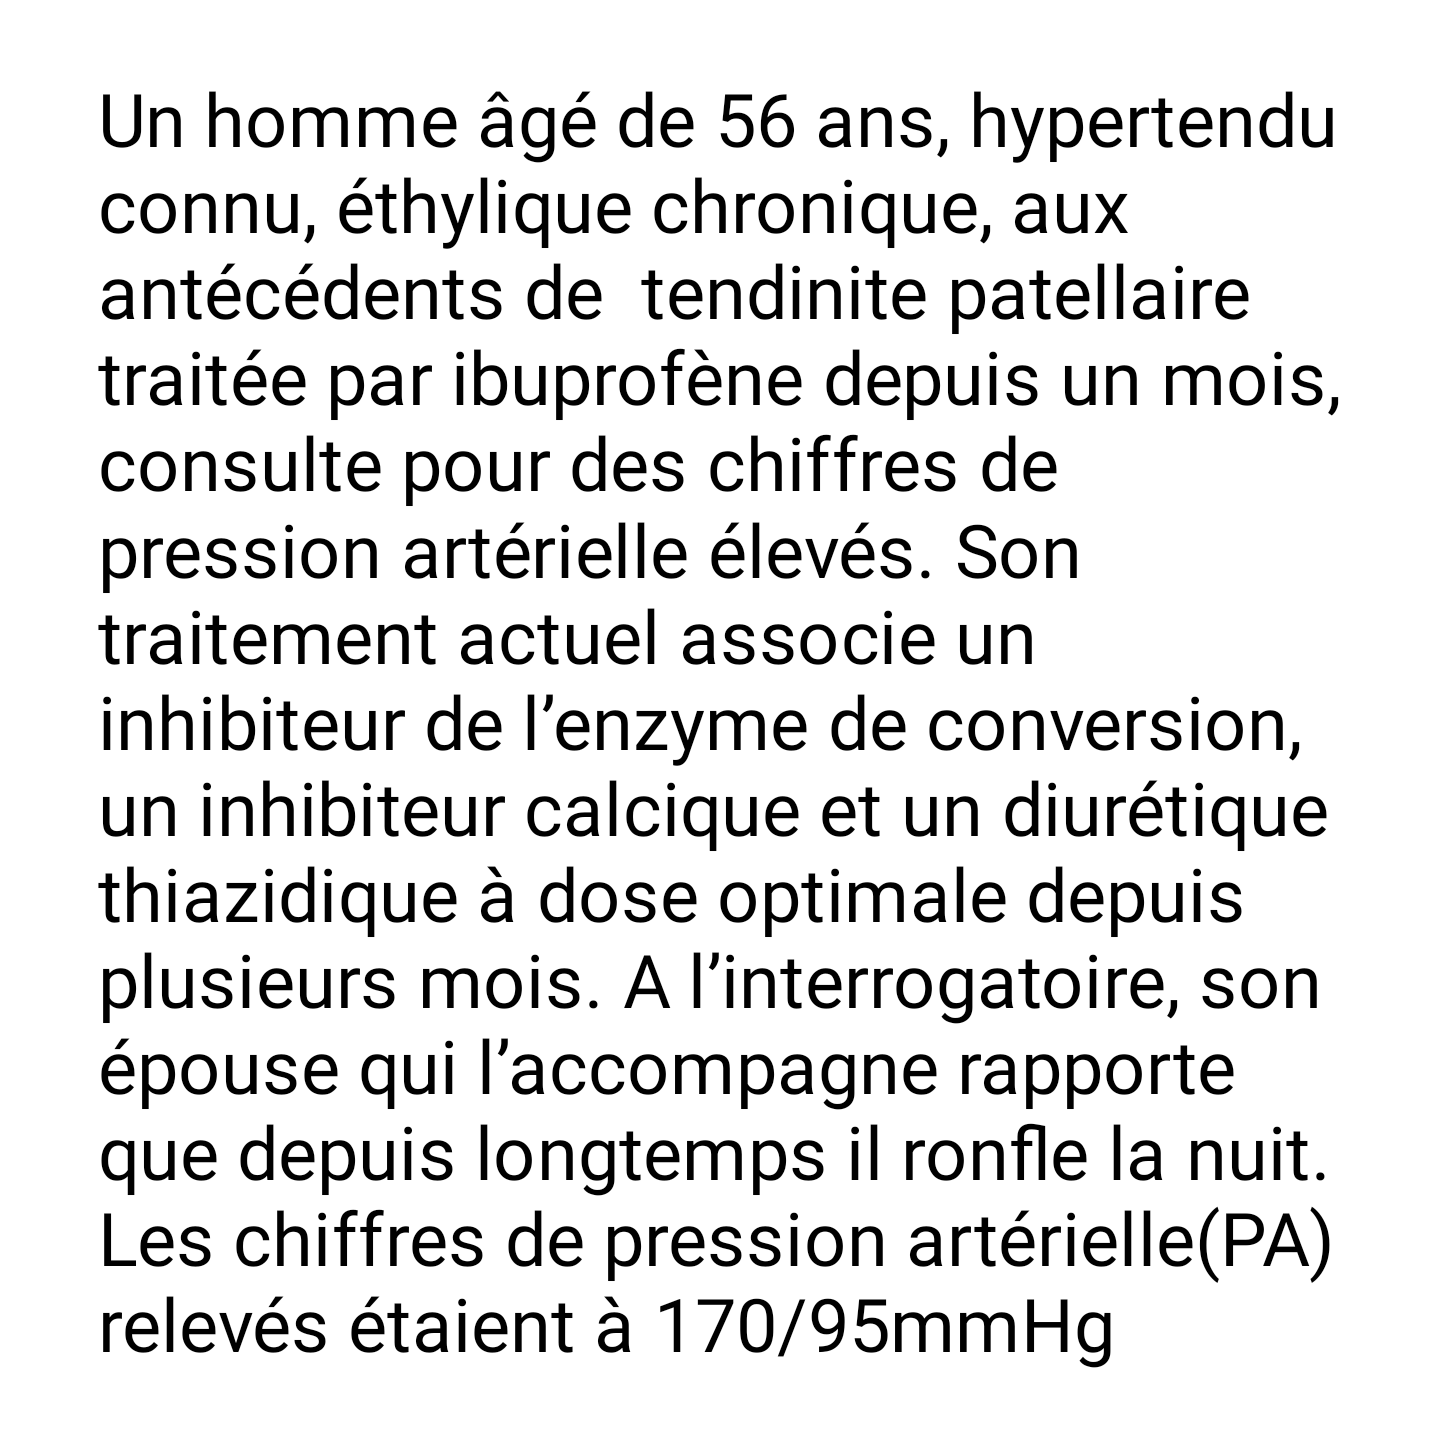 Un homme âgé de 56 ans, hypertendu
connu, éthylique chronique, aux
antécédents de  tendinite patellaire
traitée par ibuprofène depuis un mois,
consulte pour des chiffres de
pression artérielle élevés. Son
traitement actuel associe un
inhibiteur de l’enzyme de conversion,
un inhibiteur calcique et un diurétique
thiazidique à dose optimale depuis
plusieurs mois. A l’interrogatoire, son
épouse qui l’accompagne rapporte
que depuis longtemps il ronfle la nuit.
Les chiffres de pression artérielle(PA)
relevés étaient à 170/95mmHg